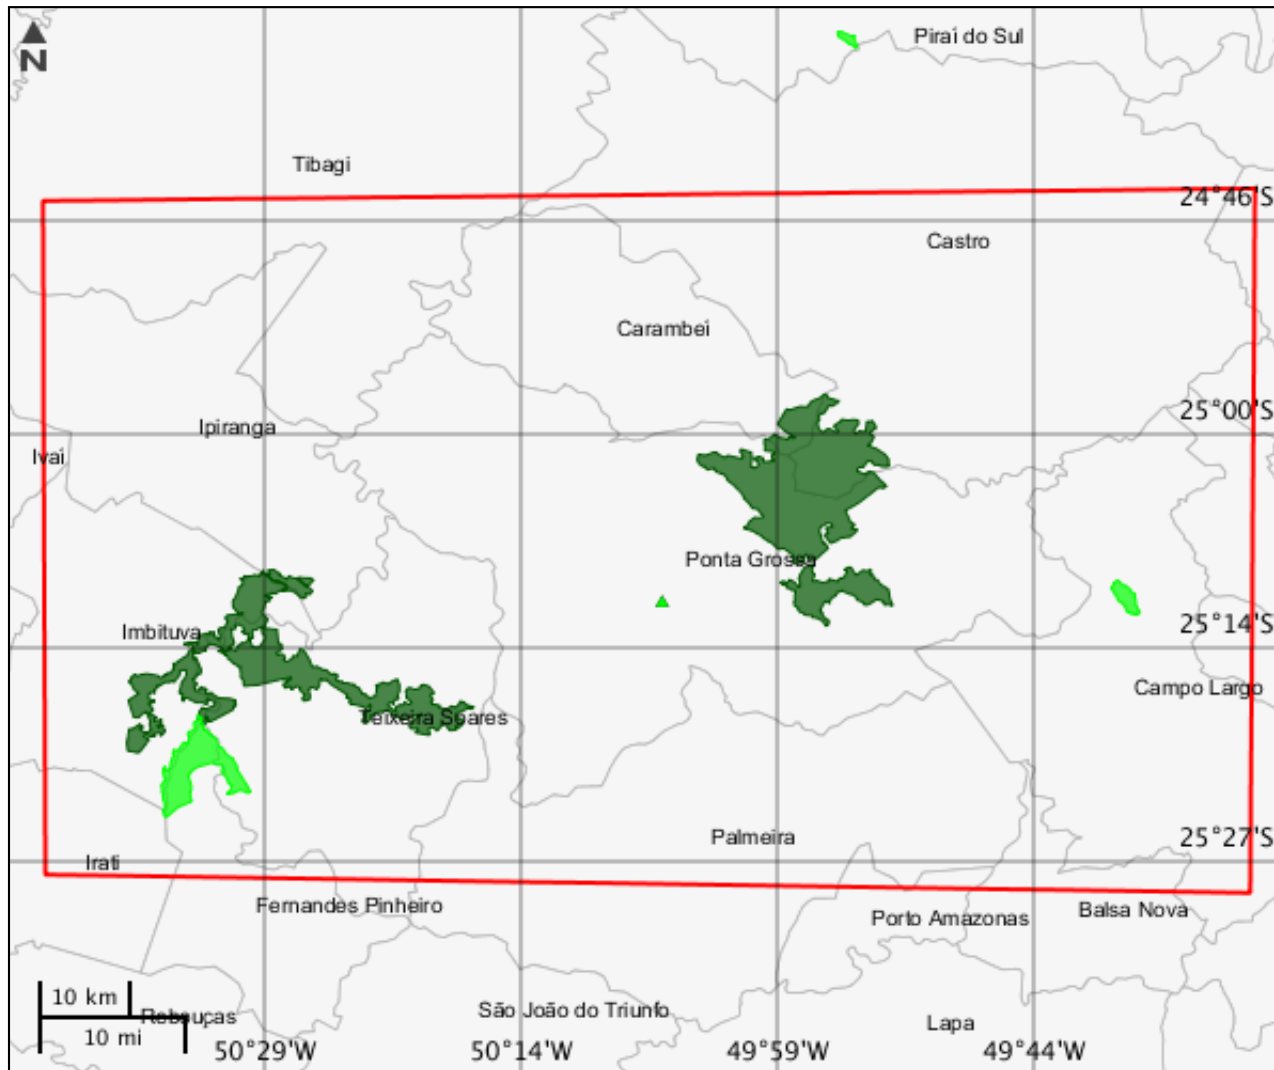 N
Piraí do Sul
Tibagi
24°46'S
Castro
Carambeí
25°00'S
Ipiranga
Ivaí
Ponta Grossa
25°14'S
Imbituva
Campo Largo
Teixeira Soares
25°27'S
Palmeira
Irati
Fernandes Pinheiro
Balsa Nova
Porto Amazonas
10 km
São João do Triunfo
Rebouças
Lapa
10 mi
50°29'W
50°14'W
49°59'W
49°44'W